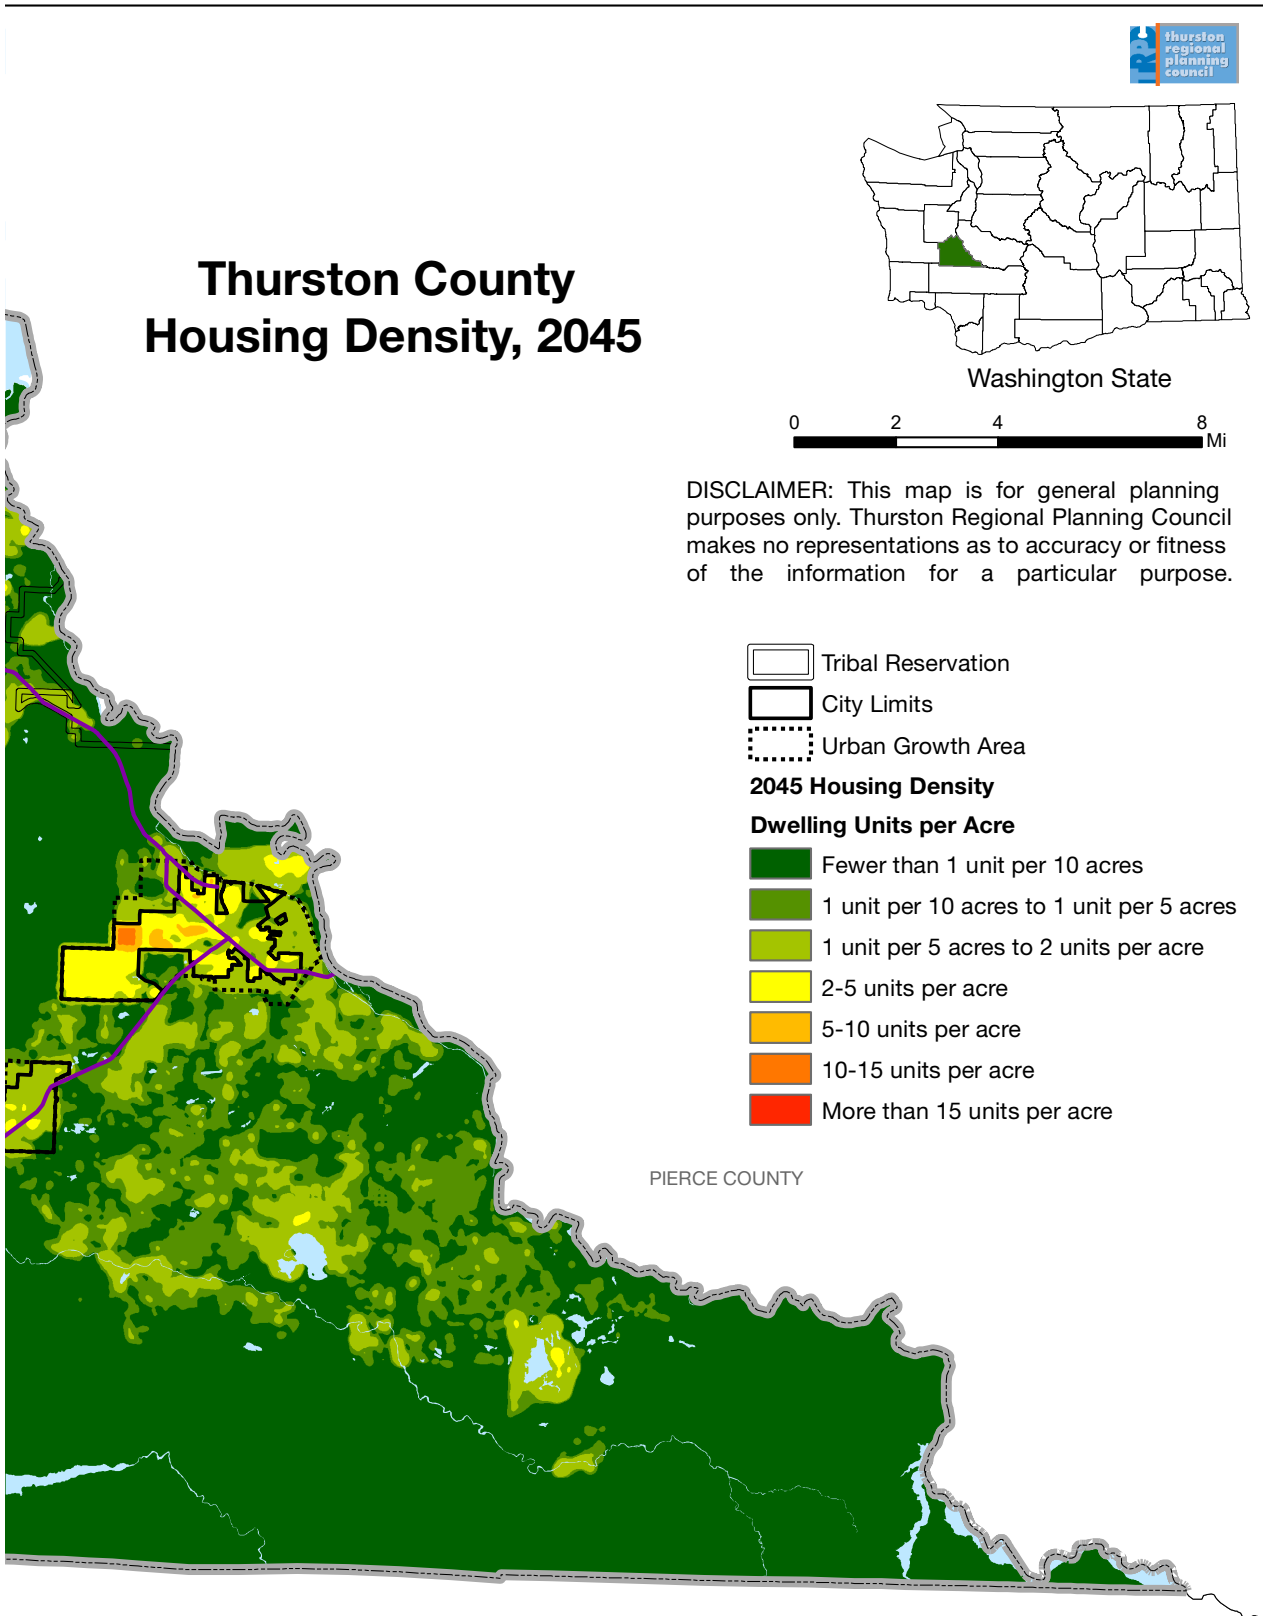 TRPC
thurston
regional
planning
council
Thurston County
Housing Density, 2045
Washington State
0 2 4 8
Mi
DISCLAIMER: This map is for general planning
purposes only. Thurston Regional Planning Council
makes no representations as to accuracy or fitness
of the information for a particular purpose.
Tribal Reservation
City Limits
Urban Growth Area
2045 Housing Density
Dwelling Units per Acre
Fewer than 1 unit per 10 acres
1 unit per 10 acres to 1 unit per 5 acres
1 unit per 5 acres to 2 units per acre
2-5 units per acre
5-10 units per acre
10-15 units per acre
More than 15 units per acre
PIERCE COUNTY